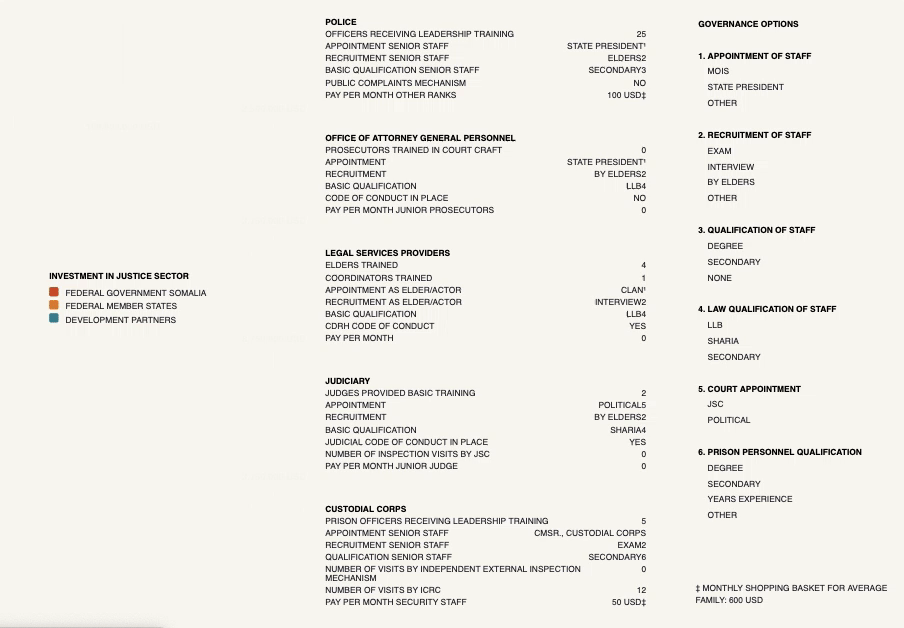 INVESTMENT IN JUSTICE SECTOR
FEDERAL GOVERNMENT SOMALIA
FEDERAL MEMBER STATES
DEVELOPMENT PARTNERS
POLICE
OFFICERS RECEIVING LEADERSHIP TRAINING 25
APPOINTMENT SENIOR STAFF STATE PRESIDENT¹
RECRUITMENT SENIOR STAFF ELDERS2
BASIC QUALIFICATION SENIOR STAFF SECONDARY3
PUBLIC COMPLAINTS MECHANISM NO
PAY PER MONTH OTHER RANKS 100 USD‡
OFFICE OF ATTORNEY GENERAL PERSONNEL
PROSECUTORS TRAINED IN COURT CRAFT 0
APPOINTMENT STATE PRESIDENT¹
RECRUITMENT BY ELDERS2
BASIC QUALIFICATION LLB4
CODE OF CONDUCT IN PLACE NO
PAY PER MONTH JUNIOR PROSECUTORS 0
LEGAL SERVICES PROVIDERS
ELDERS TRAINED 4
COORDINATORS TRAINED 1
APPOINTMENT AS ELDER/ACTOR CLAN¹
RECRUITMENT AS ELDER/ACTOR INTERVIEW2
BASIC QUALIFICATION LLB4
CDRH CODE OF CONDUCT YES
PAY PER MONTH 0
JUDICIARY
JUDGES PROVIDED BASIC TRAINING 2
APPOINTMENT POLITICAL5
RECRUITMENT BY ELDERS2
BASIC QUALIFICATION SHARIA4
JUDICIAL CODE OF CONDUCT IN PLACE YES
NUMBER OF INSPECTION VISITS BY JSC 0
PAY PER MONTH JUNIOR JUDGE 0
CUSTODIAL CORPS
PRISON OFFICERS RECEIVING LEADERSHIP TRAINING 5
APPOINTMENT SENIOR STAFF CMSR., CUSTODIAL CORPS
RECRUITMENT SENIOR STAFF EXAM2
QUALIFICATION SENIOR STAFF SECONDARY6
NUMBER OF VISITS BY INDEPENDENT EXTERNAL INSPECTION 0
MECHANISM
NUMBER OF VISITS BY ICRC 12
PAY PER MONTH SECURITY STAFF 50 USD‡
GOVERNANCE OPTIONS
1. APPOINTMENT OF STAFF
MOIS
STATE PRESIDENT
OTHER
2. RECRUITMENT OF STAFF
EXAM
INTERVIEW
BY ELDERS
OTHER
3. QUALIFICATION OF STAFF
DEGREE
SECONDARY
NONE
4. LAW QUALIFICATION OF STAFF
LLB
SHARIA
SECONDARY
5. COURT APPOINTMENT
JSC
POLITICAL
6. PRISON PERSONNEL QUALIFICATION
DEGREE
SECONDARY
YEARS EXPERIENCE
OTHER
‡ MONTHLY SHOPPING BASKET FOR AVERAGE
FAMILY: 600 USD